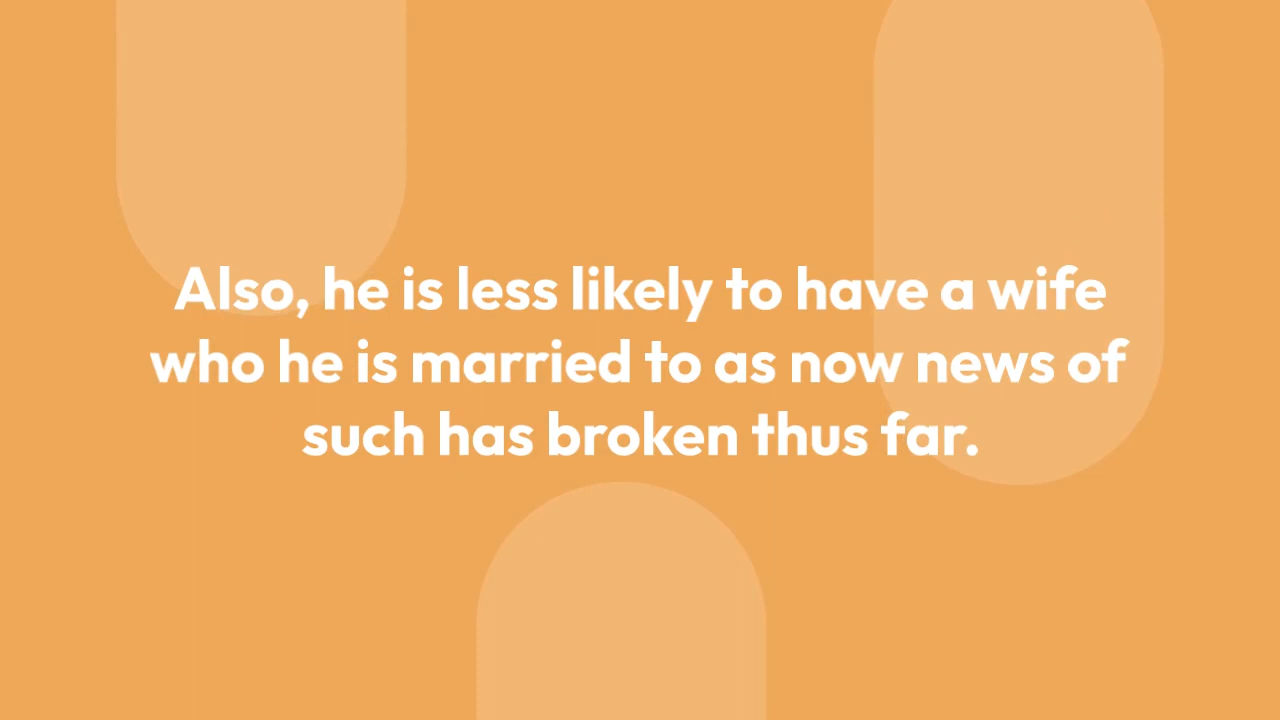 Also, he is less likely to have a wife
who he is married to as now news of
such has broken thus far.